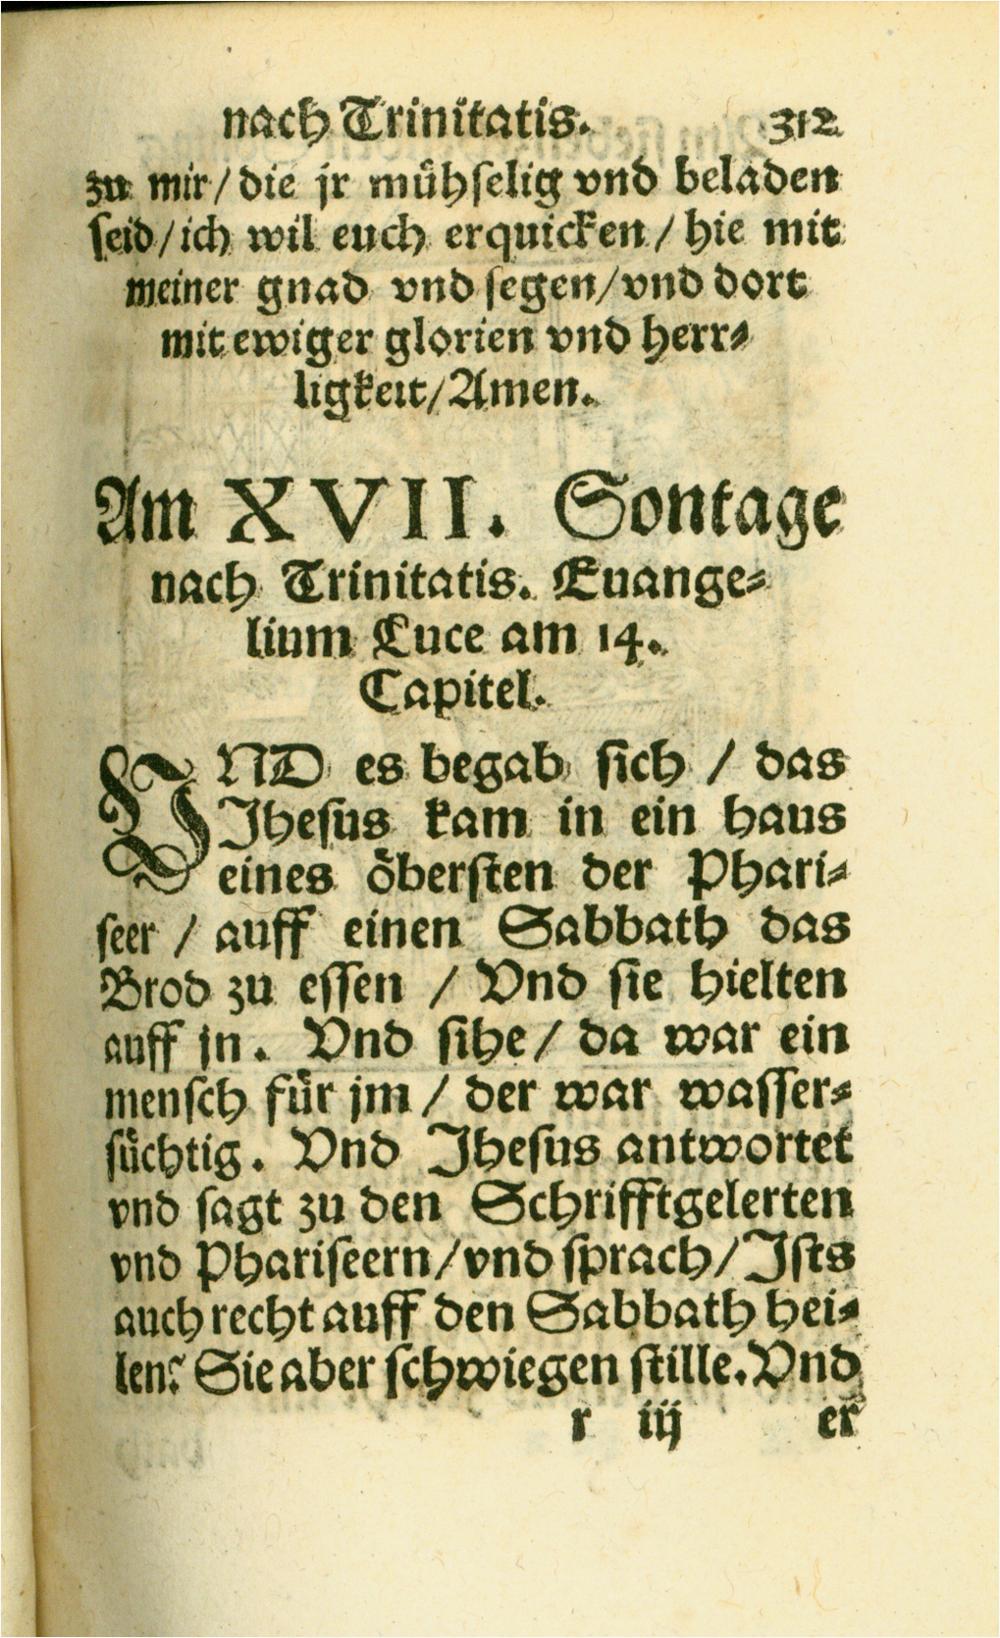 nach Trinitatis. 312
zu mir / die jr mühselig vnd beladen
seid / ich wil euch erquicken / hie mit
meiner gnad vnd segen / vnd dort
mit ewiger glorien vnd herr⸗
ligkeit / Amen.
Am XVII. Sontage
nach Trinitatis. Euange⸗
lium Luce am 14.
Capitel.
VND es begab sich / das
Jhesus kam in ein haus
eines öbersten der Phari⸗
seer / auff einen Sabbath das
Brod zu essen / Vnd sie hielten
auff jn. Vnd sihe / da war ein
mensch für jm / der war wasser⸗
süchtig. Vnd Jhesus antwortet
vnd sagt zu den Schrifftgelerten
vnd Phariseern / vnd sprach / Jsts
auch recht auff den Sabbath hei⸗
len? Sie aber schwiegen stille. Vnd
r iij er